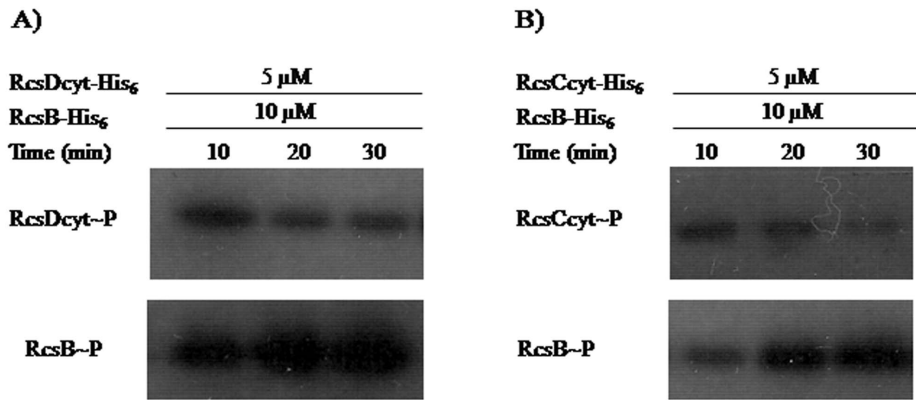 A)
RcsDcyt-His6 5 µM
RcsB-His6 10 µM
Time (min) 10 20 30
RcsDcyt~P
RcsB~P
B)
RcsCcyt-His6 5 µM
RcsB-His6 10 µM
Time (min) 10 20 30
RcsCcyt~P
RcsB~P